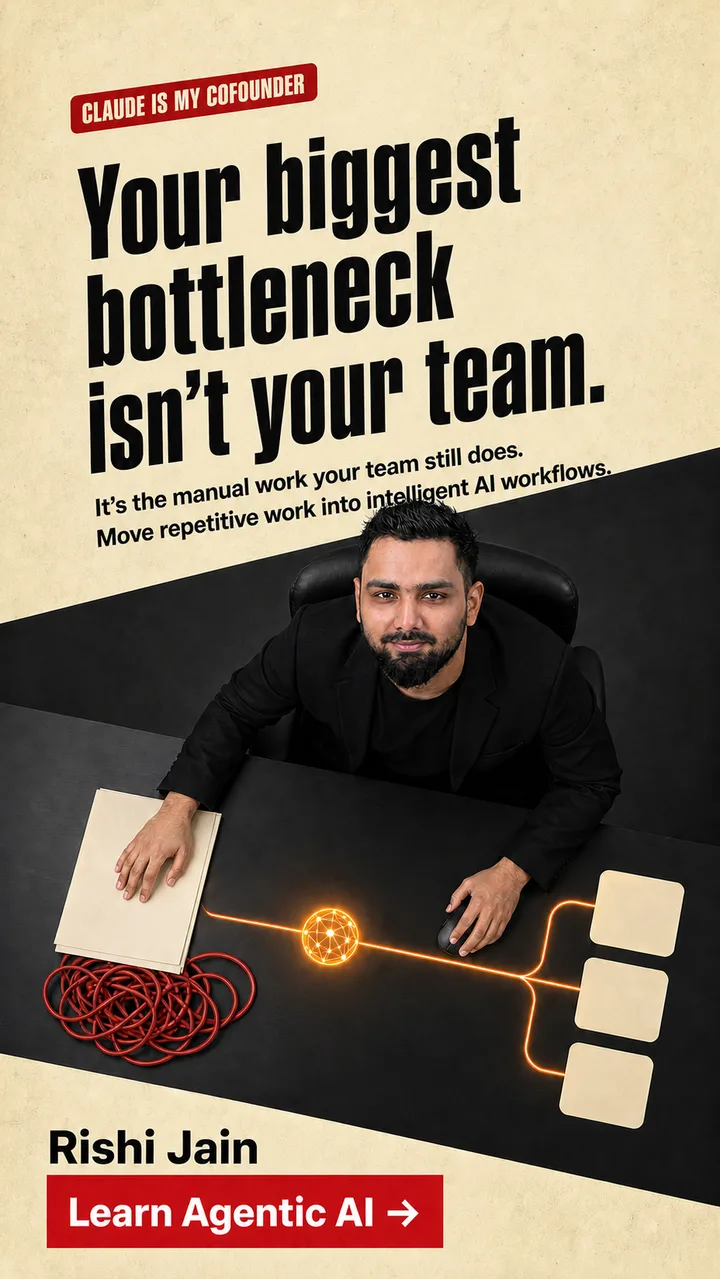 CLAUDE IS MY COFOUNDER
Your biggest
bottleneck
isn’t your team.
It’s the manual work your team still does.
Move repetitive work into intelligent AI workflows.
Rishi Jain
Learn Agentic AI →